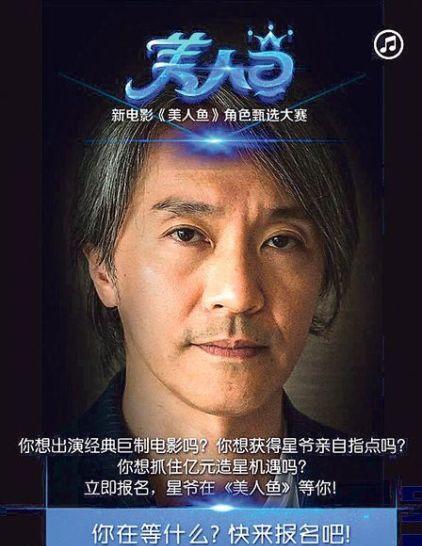 美人鱼
新电影《美人鱼》角色甄选大赛
你想出演经典巨制电影吗？你想获得星爷亲自指点吗？
你想抓住亿元造星机遇吗？
立即报名，星爷在《美人鱼》等你！
你在等什么？快来报名吧！